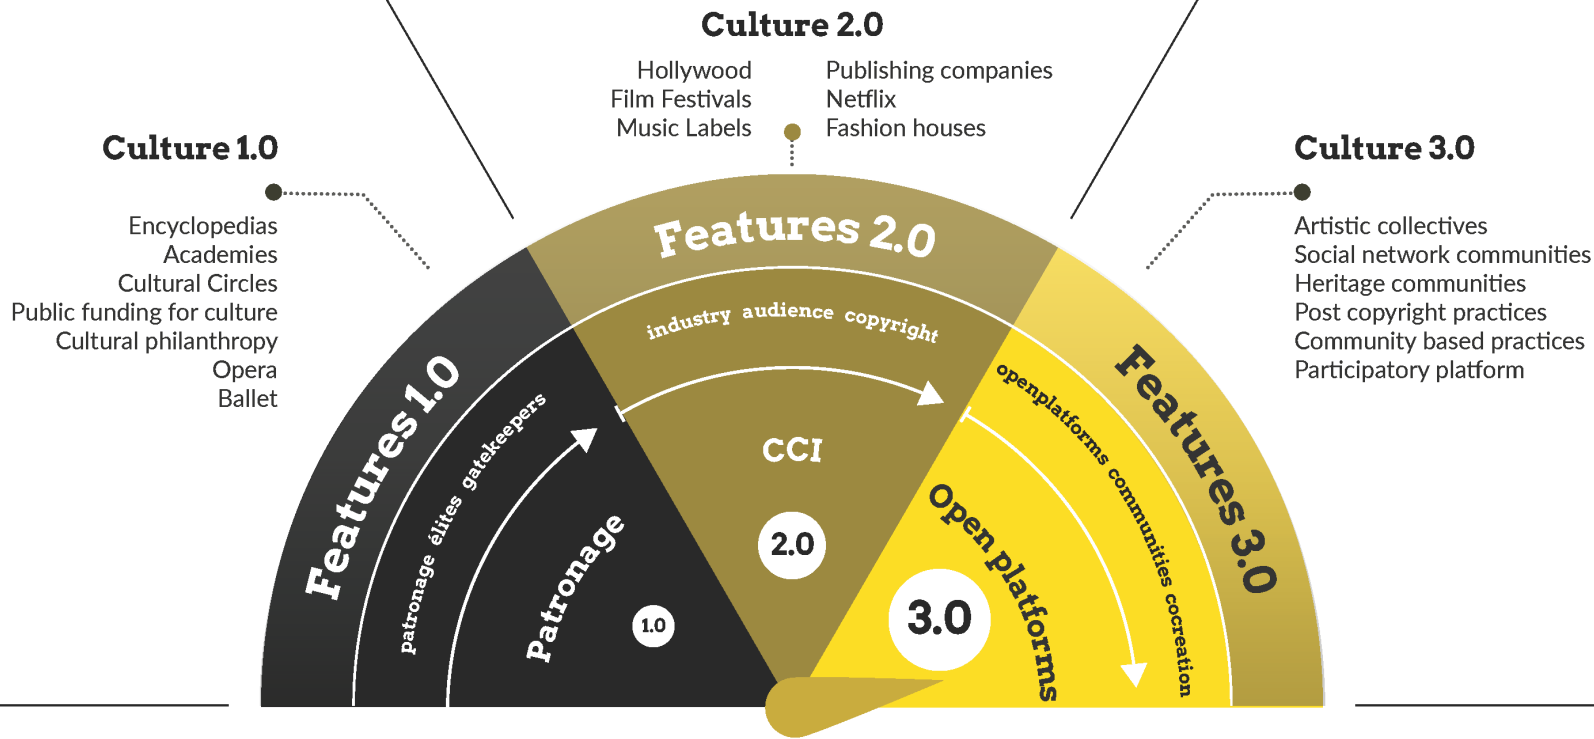 Culture 1.0
Encyclopedias
Academies
Cultural Circles
Public funding for culture
Cultural philanthropy
Opera
Ballet
Culture 2.0
Hollywood
Film Festivals
Music Labels
Publishing companies
Netflix
Fashion houses
Culture 3.0
Artistic collectives
Social network communities
Heritage communities
Post copyright practices
Community based practices
Participatory platform
Features 1.0
patronage élites gatekeepers
Patronage
1.0
Features 2.0
industry audience copyright
CCI
2.0
Features 3.0
openplatforms communities cocreation
Open platforms
3.0